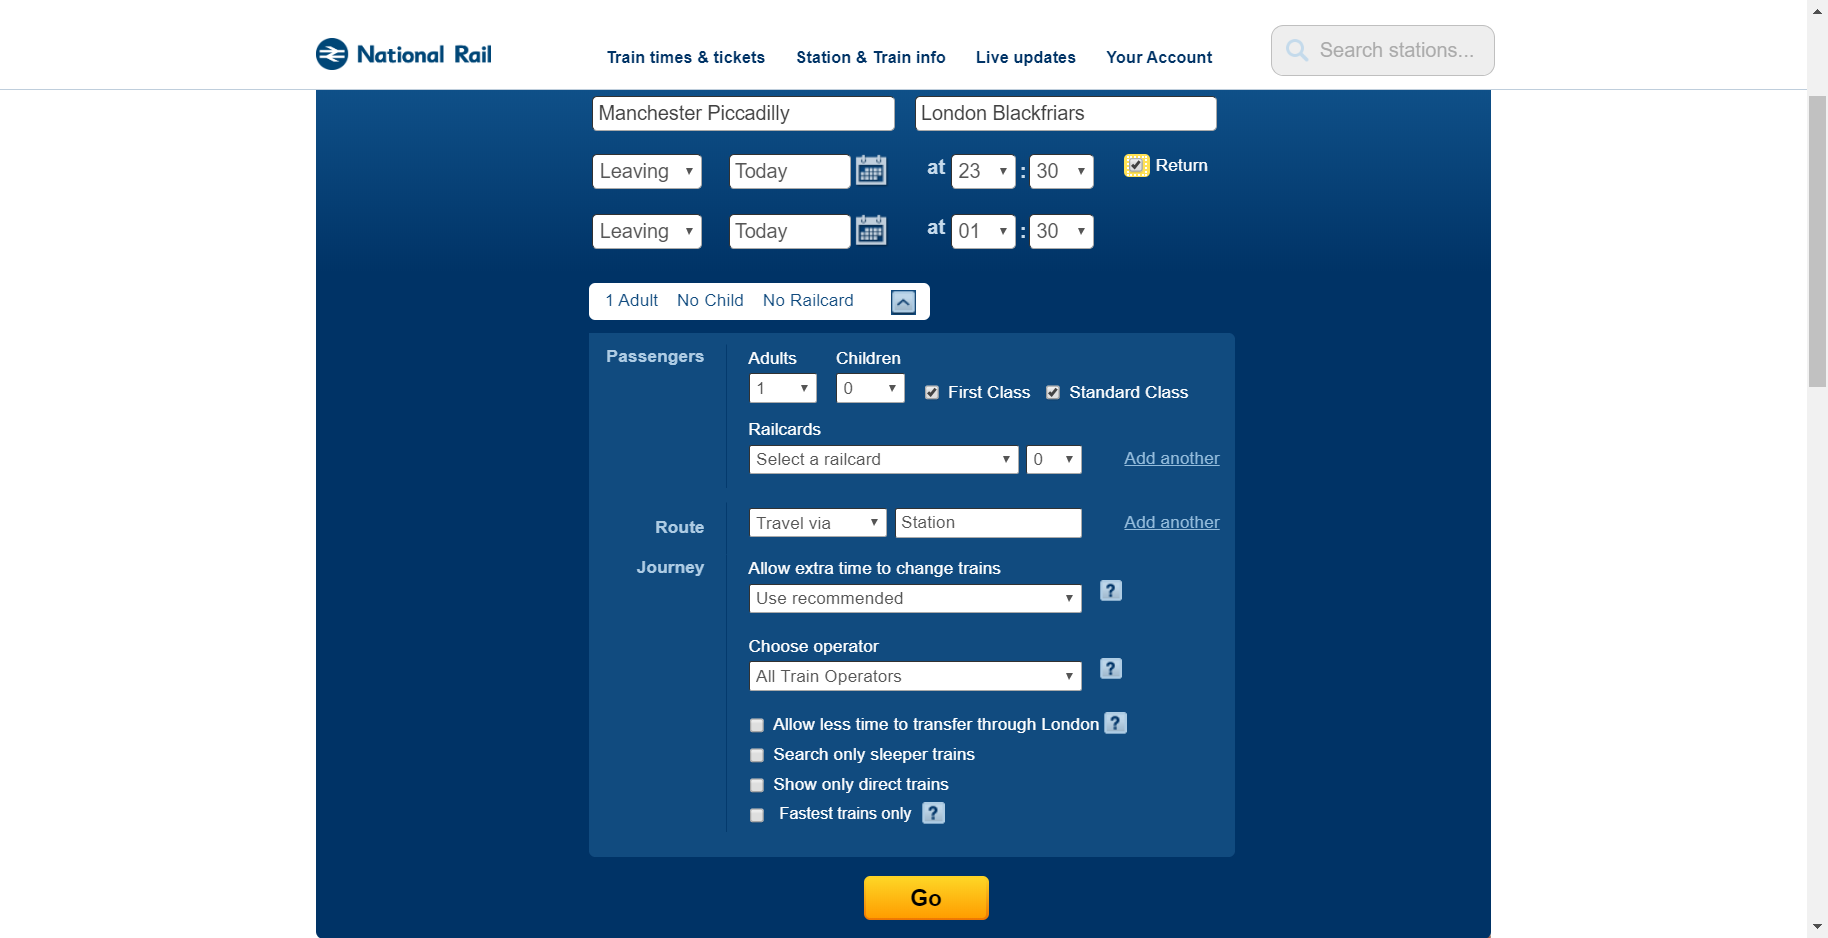 National Rail
Train times & tickets Station & Train info Live updates Your Account
Search stations...
Manchester Piccadilly London Blackfriars
Leaving Today at 23 : 30 Return
Leaving Today at 01 : 30
1 Adult No Child No Railcard
Passengers Adults Children
1 0 First Class Standard Class
Railcards
Select a railcard 0 Add another
Route Travel via Station Add another
Journey Allow extra time to change trains
Use recommended ?
Choose operator
All Train Operators ?
Allow less time to transfer through London ?
Search only sleeper trains
Show only direct trains
Fastest trains only ?
Go